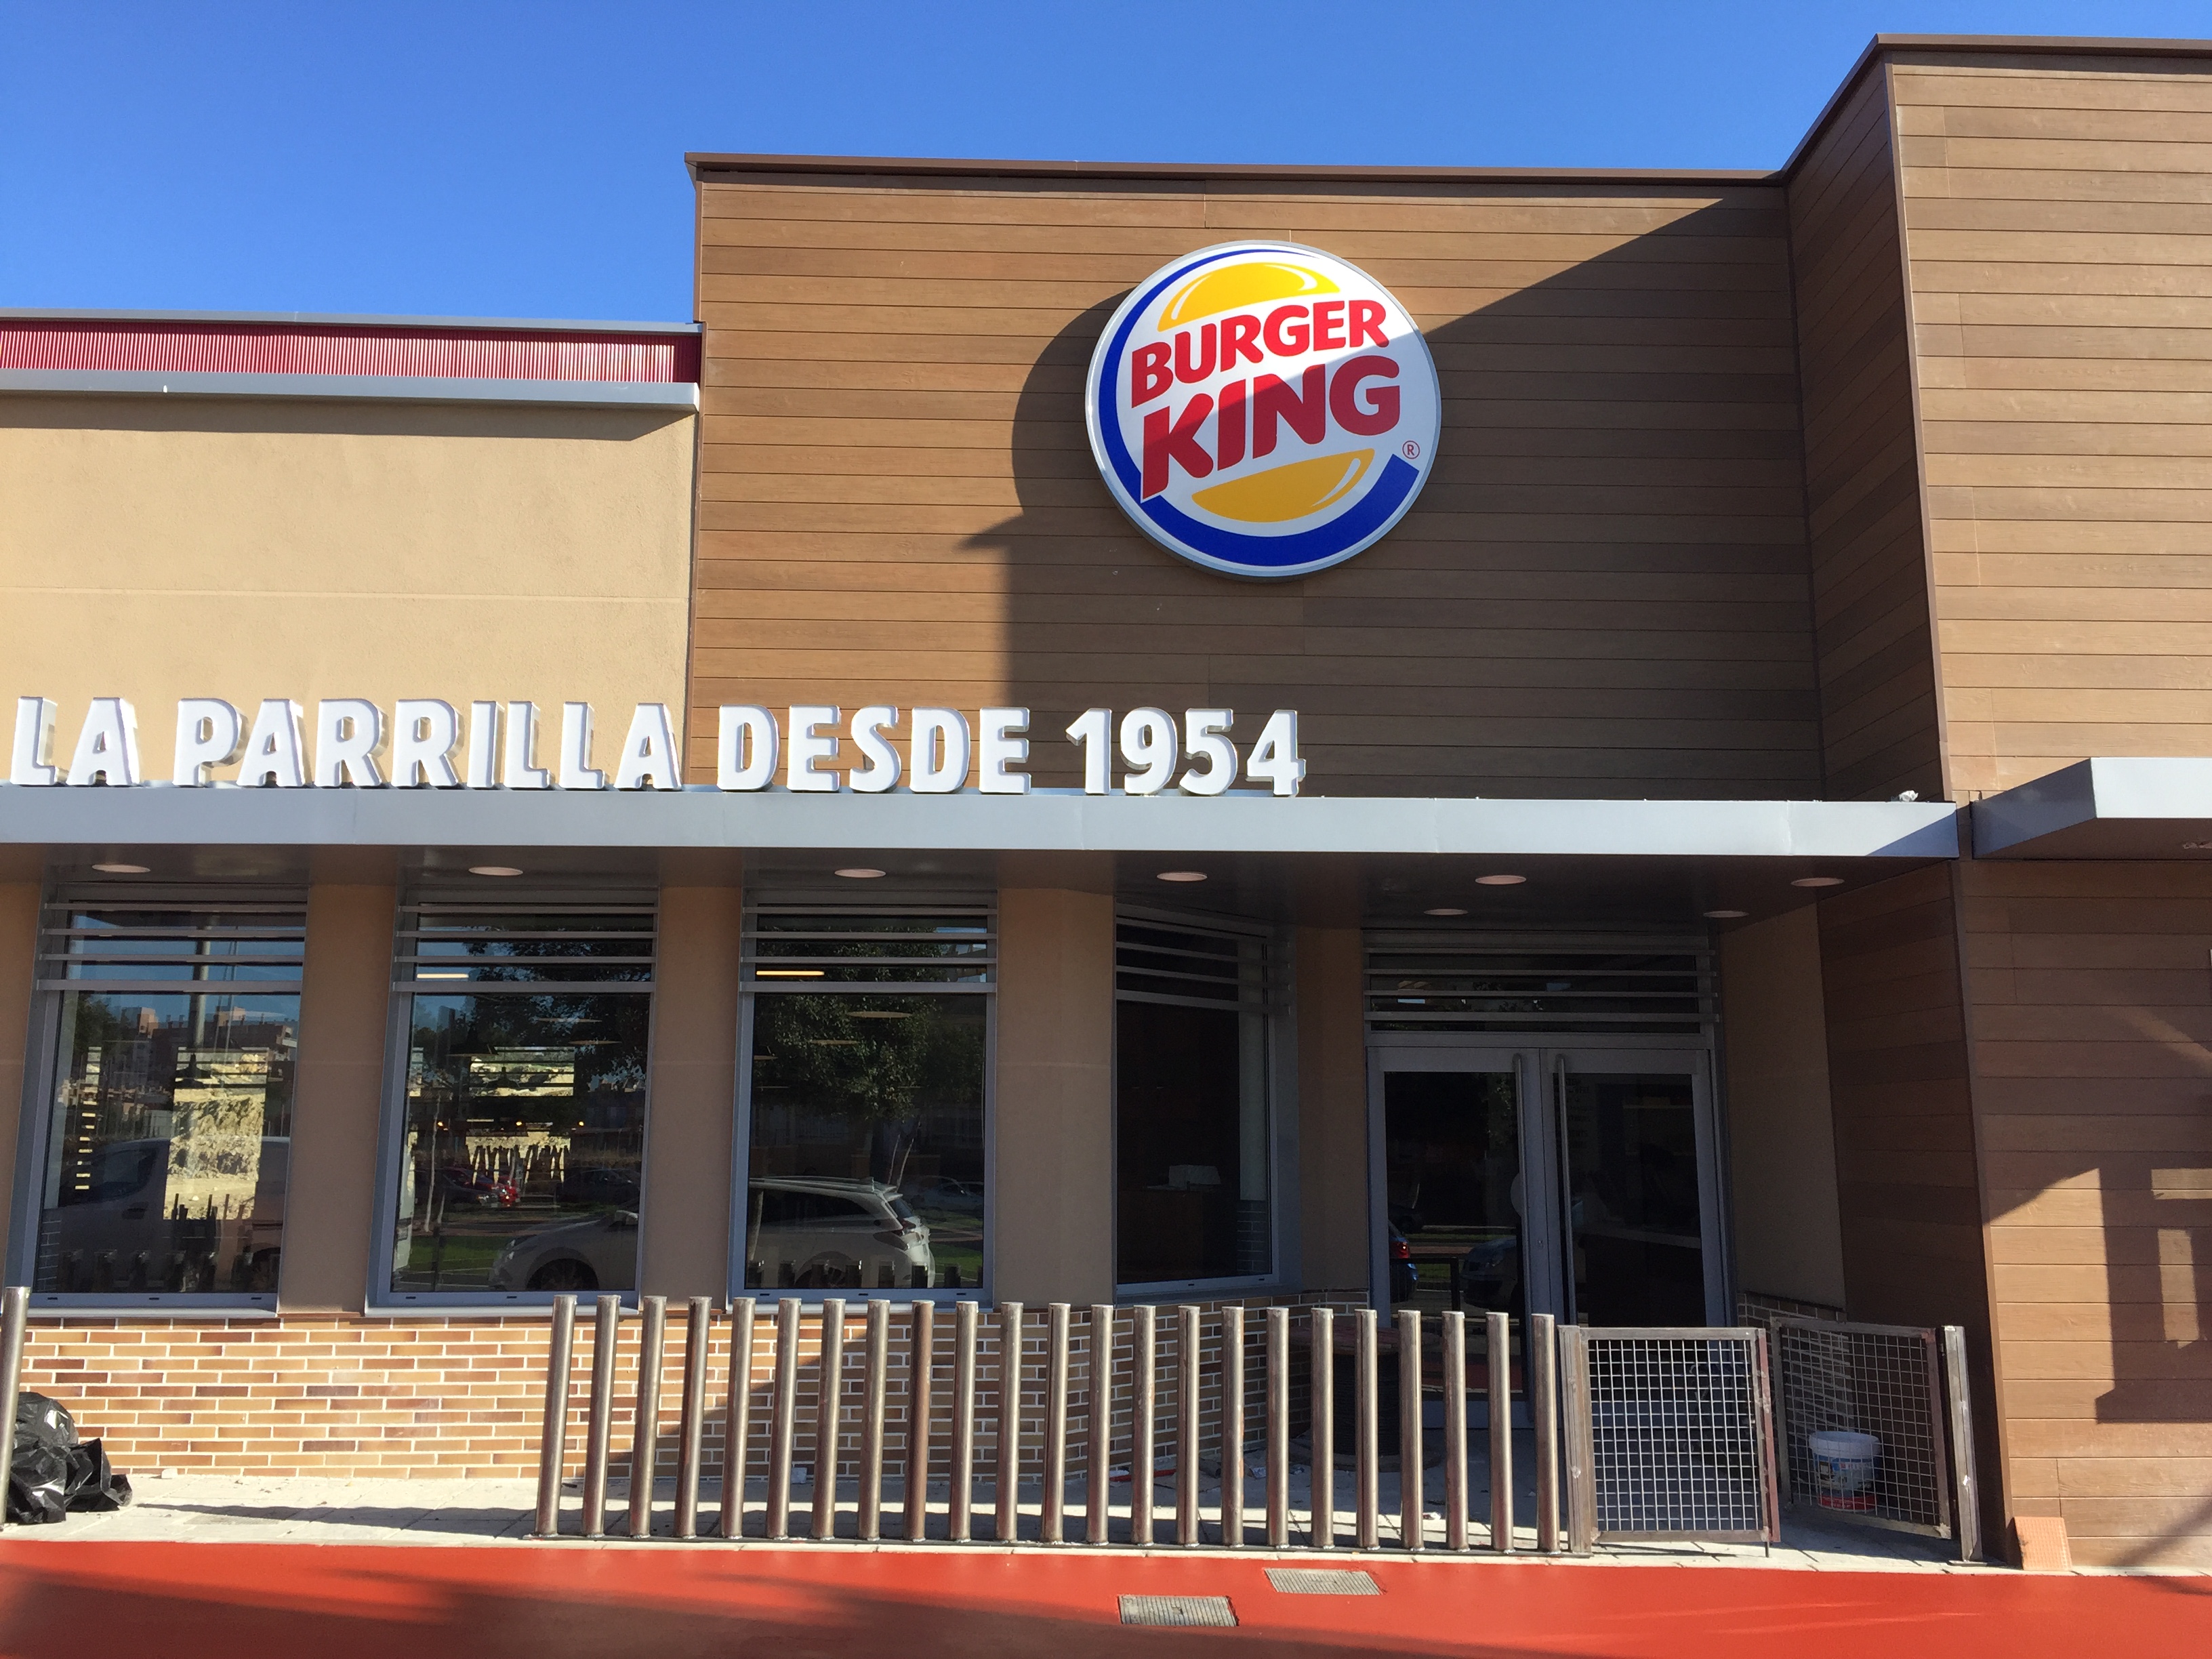 BURGER
KING
®
LA PARRILLA DESDE 1954